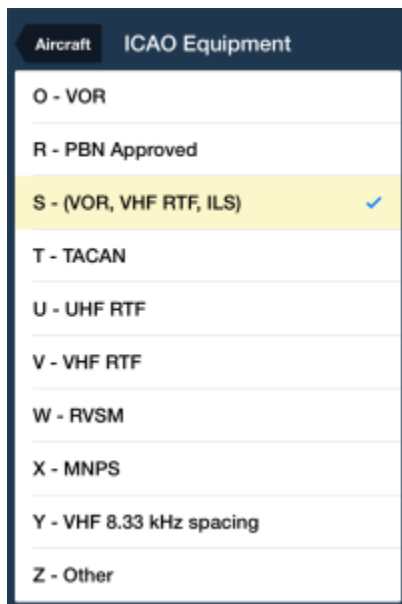 Aircraft
ICAO Equipment
O - VOR
R - PBN Approved
S - (VOR, VHF RTF, ILS)
T - TACAN
U - UHF RTF
V - VHF RTF
W - RVSM
X - MNPS
Y - VHF 8.33 kHz spacing
Z - Other